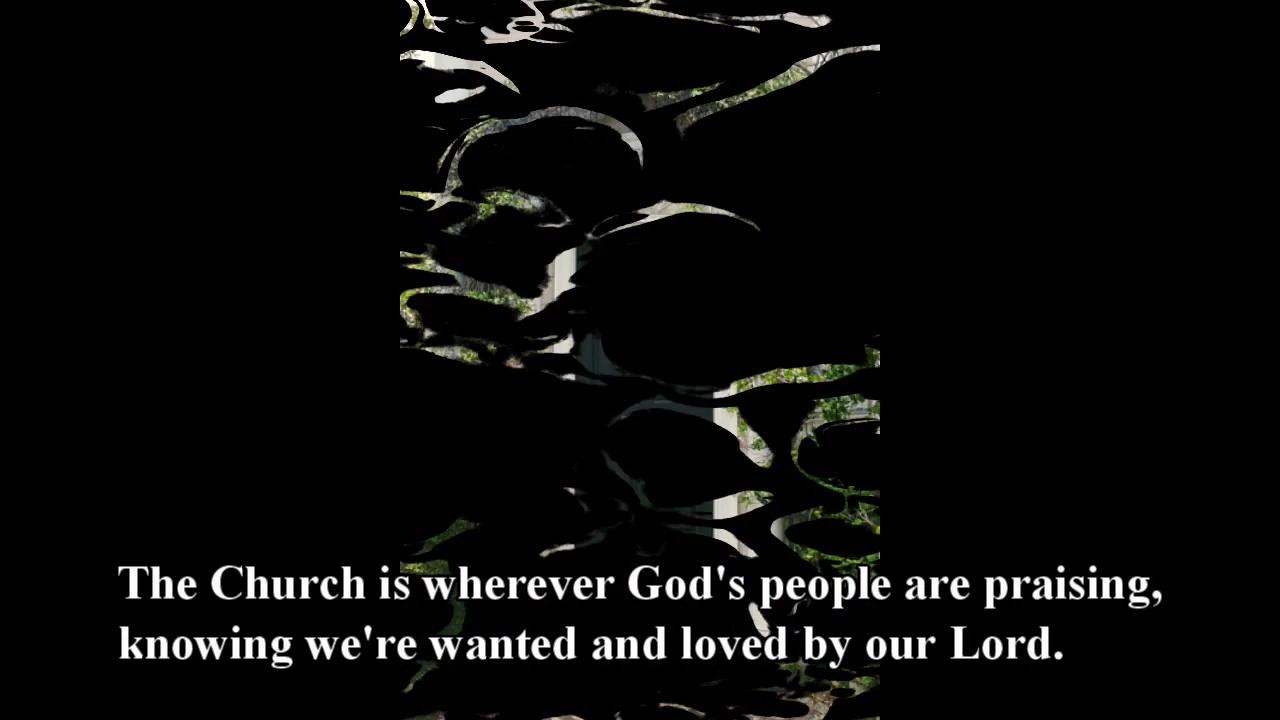 The Church is wherever God's people are praising,
knowing we're wanted and loved by our Lord.